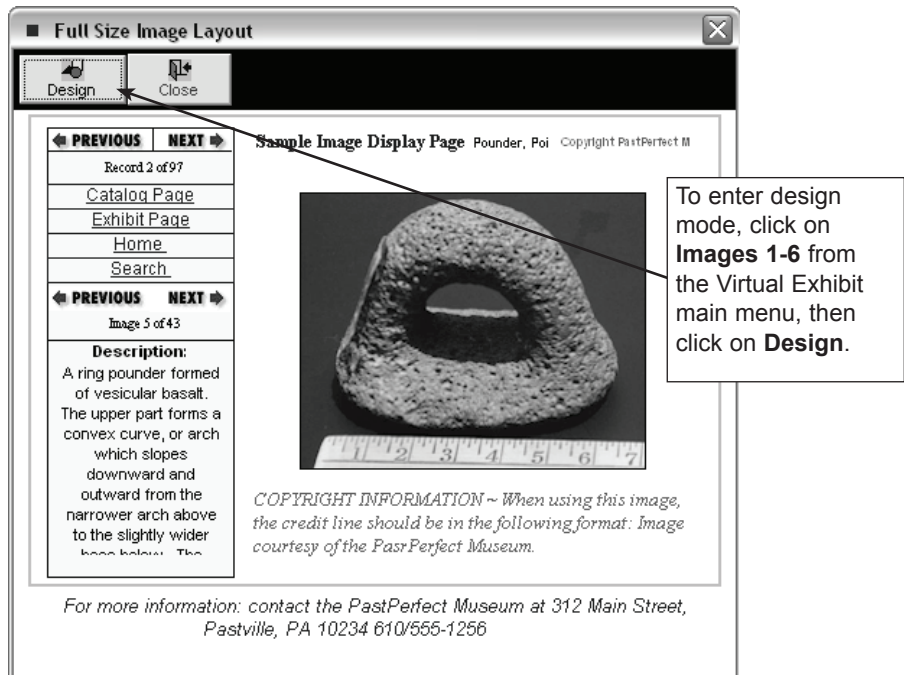 Full Size Image Layout
Design
Close
PREVIOUS NEXT
Record 2 of 97
Catalog Page
Exhibit Page
Home
Search
PREVIOUS NEXT
Image 5 of 43
Description:
A ring pounder formed
of vesicular basalt.
The upper part forms a
convex curve, or arch
which slopes
downward and
outward from the
narrower arch above
to the slightly wider
base below. The
Sample Image Display Page Pounder, Poi Copyright PastPerfect M
1 2 3 4 5 6 7
COPYRIGHT INFORMATION ~ When using this image,
the credit line should be in the following format: Image
courtesy of the PasrPerfect Museum.
For more information: contact the PastPerfect Museum at 312 Main Street,
Pastville, PA 10234 610/555-1256
To enter design
mode, click on
Images 1-6 from
the Virtual Exhibit
main menu, then
click on Design.